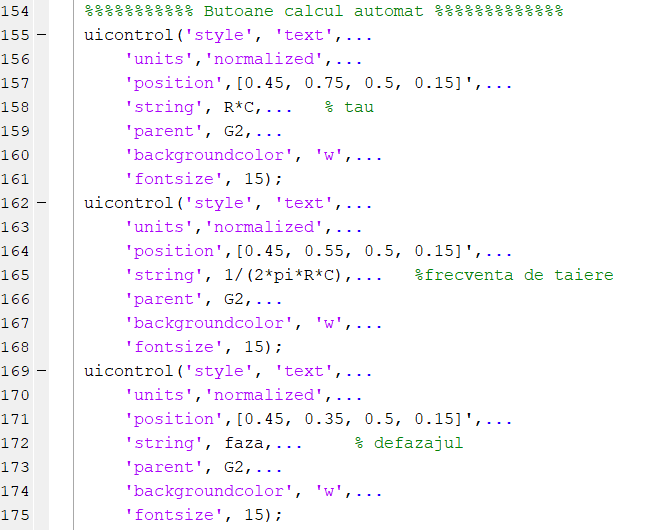 154 %%%%%%%%%%% Butoane calcul automat %%%%%%%%%%%%%
155 – uicontrol('style', 'text',...
156 'units','normalized',...
157 'position',[0.45, 0.75, 0.5, 0.15]',...
158 'string', R*C,... % tau
159 'parent', G2,...
160 'backgroundcolor', 'w',...
161 'fontsize', 15);
162 – uicontrol('style', 'text',...
163 'units','normalized',...
164 'position',[0.45, 0.55, 0.5, 0.15]',...
165 'string', 1/(2*pi*R*C),... %frecventa de taiere
166 'parent', G2,...
167 'backgroundcolor', 'w',...
168 'fontsize', 15);
169 – uicontrol('style', 'text',...
170 'units','normalized',...
171 'position',[0.45, 0.35, 0.5, 0.15]',...
172 'string', faza,... % defazajul
173 'parent', G2,...
174 'backgroundcolor', 'w',...
175 'fontsize', 15);